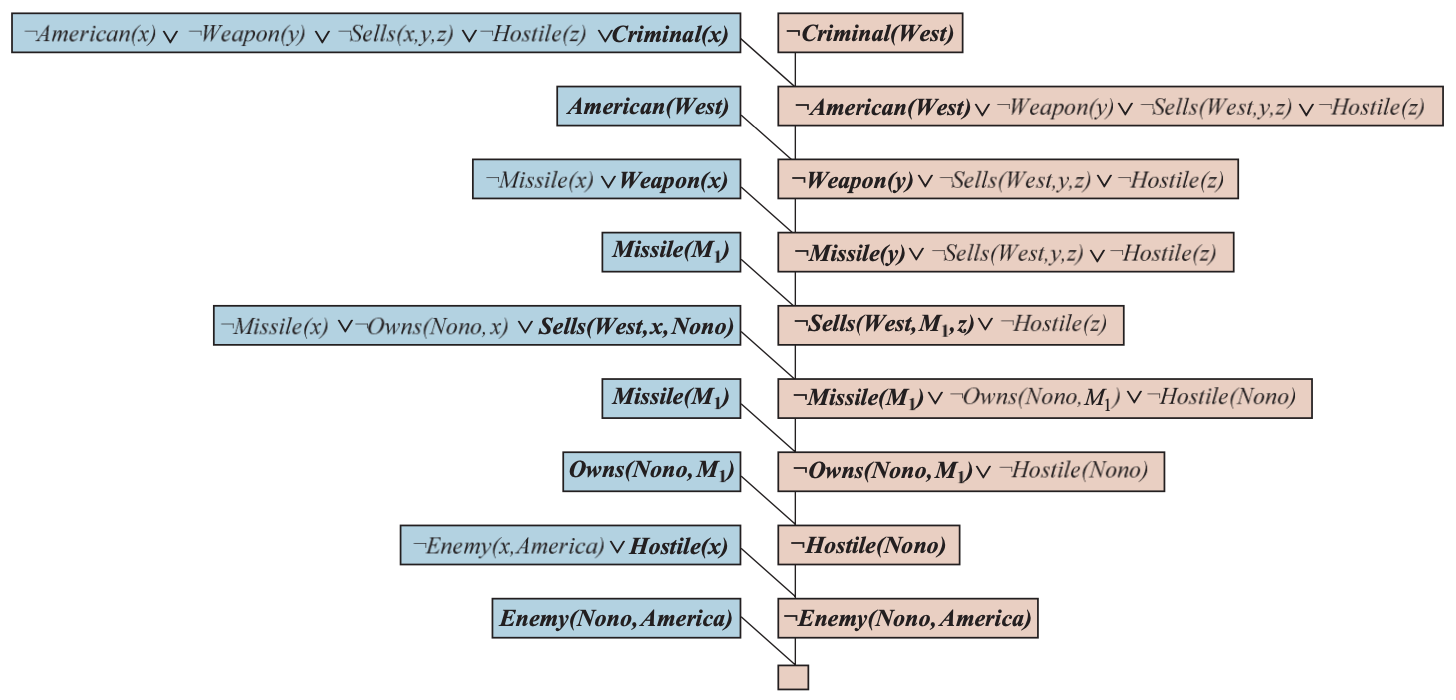 ¬American(x) ∨ ¬Weapon(y) ∨ ¬Sells(x,y,z) ∨ ¬Hostile(z) ∨ Criminal(x) ¬Criminal(West)
American(West) ¬American(West) ∨ ¬Weapon(y) ∨ ¬Sells(West,y,z) ∨ ¬Hostile(z)
¬Missile(x) ∨ Weapon(x) ¬Weapon(y) ∨ ¬Sells(West,y,z) ∨ ¬Hostile(z)
Missile(M₁) ¬Missile(y) ∨ ¬Sells(West,y,z) ∨ ¬Hostile(z)
¬Missile(x) ∨ ¬Owns(Nono,x) ∨ Sells(West,x,Nono) ¬Sells(West,M₁,z) ∨ ¬Hostile(z)
Missile(M₁) ¬Missile(M₁) ∨ ¬Owns(Nono,M₁) ∨ ¬Hostile(Nono)
Owns(Nono,M₁) ¬Owns(Nono,M₁) ∨ ¬Hostile(Nono)
¬Enemy(x,America) ∨ Hostile(x) ¬Hostile(Nono)
Enemy(Nono,America) ¬Enemy(Nono,America)